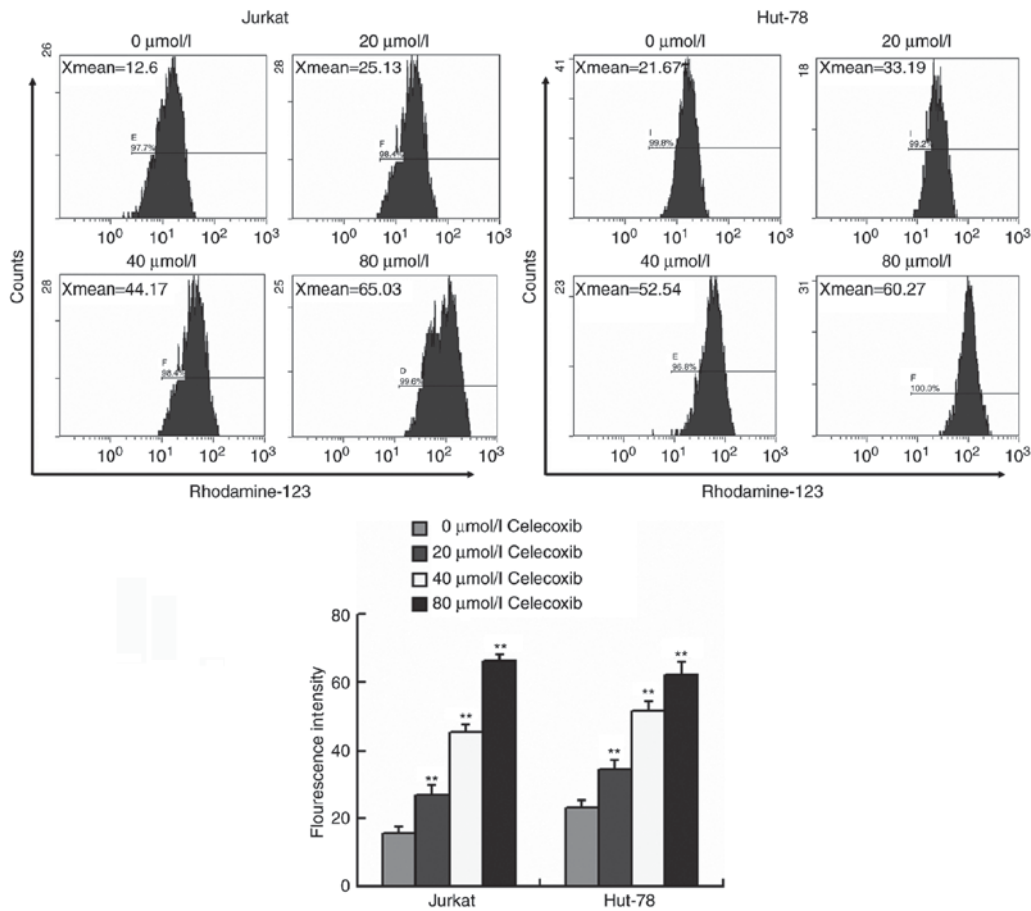 Jurkat
0 μmol/l
20 μmol/l
26
Xmean=12.6
E
97.7%
10⁰ 10¹ 10² 10³
28
Xmean=25.13
F
98.4%
10⁰ 10¹ 10² 10³
40 μmol/l
80 μmol/l
28
Xmean=44.17
F
98.4%
10⁰ 10¹ 10² 10³
25
Xmean=65.03
D
99.6%
10⁰ 10¹ 10² 10³
Counts
Rhodamine-123
Hut-78
0 μmol/l
20 μmol/l
41
Xmean=21.67
I
99.8%
10⁰ 10¹ 10² 10³
18
Xmean=33.19
I
99.2%
10⁰ 10¹ 10² 10³
40 μmol/l
80 μmol/l
23
Xmean=52.54
E
96.8%
10⁰ 10¹ 10² 10³
31
Xmean=60.27
F
100.0%
10⁰ 10¹ 10² 10³
Counts
Rhodamine-123
0 μmol/l Celecoxib
20 μmol/l Celecoxib
40 μmol/l Celecoxib
80 μmol/l Celecoxib
Flourescence intensity
80
60
40
20
0
** ** **
** ** **
Jurkat
Hut-78